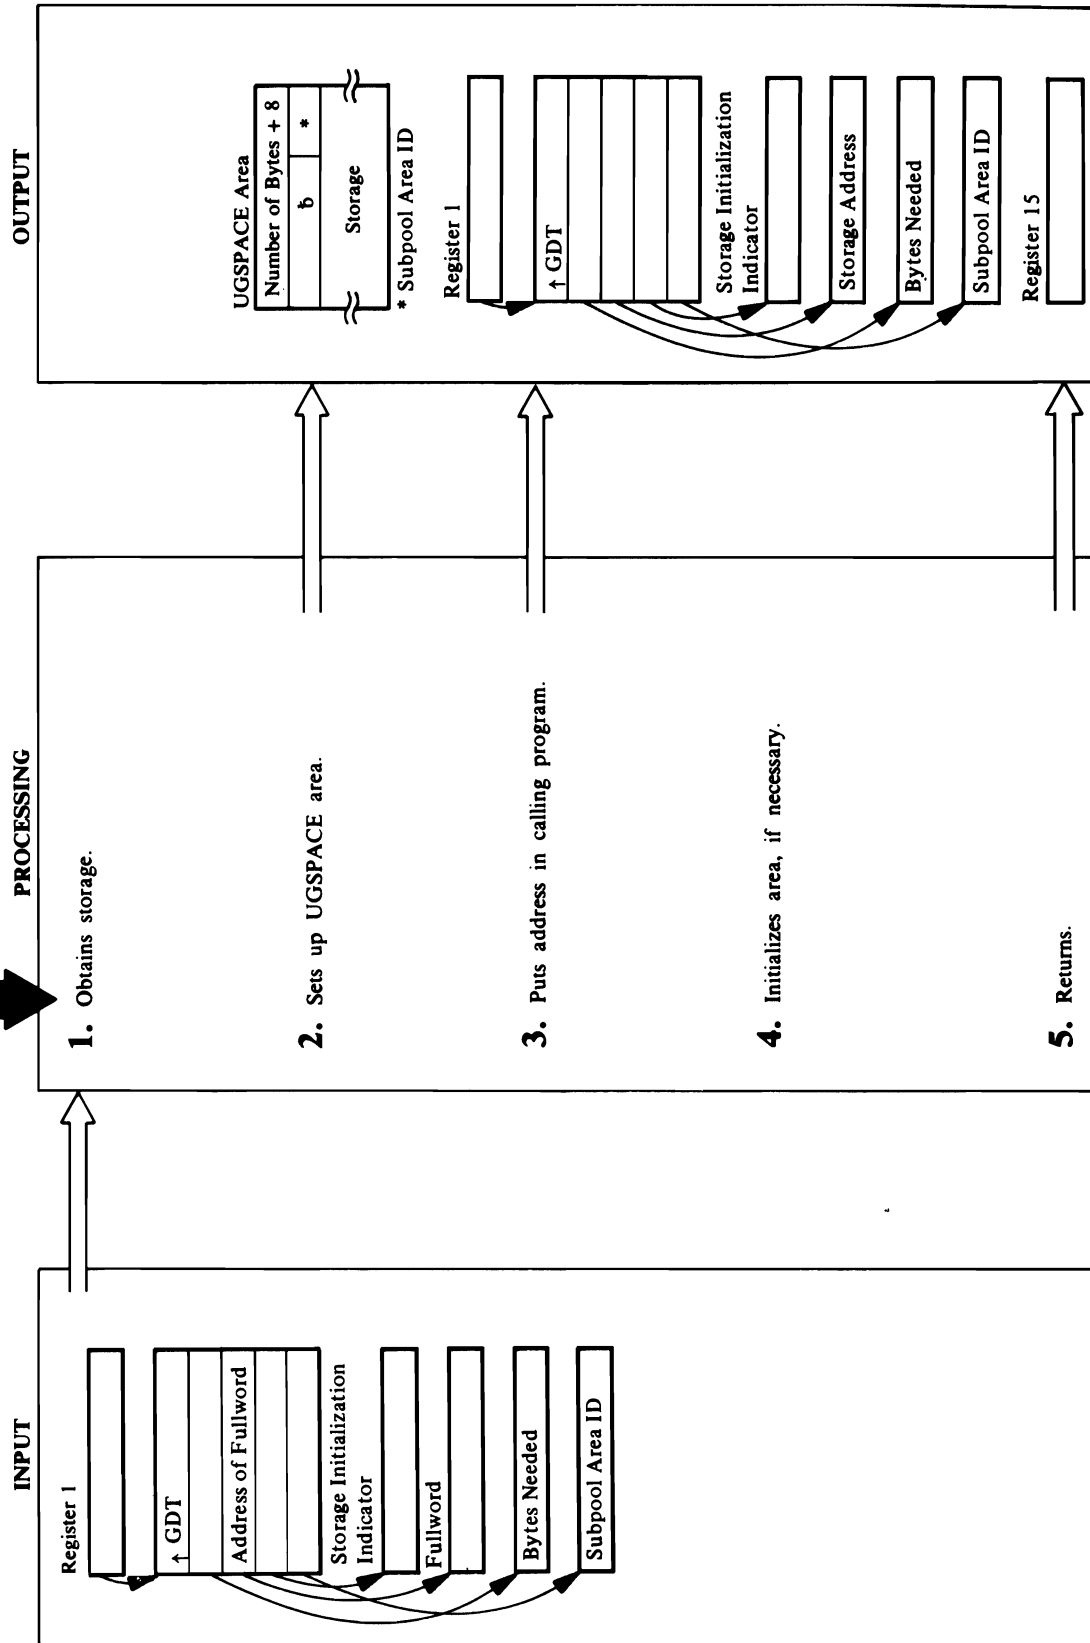 INPUT
Register 1
↑ GDT
Address of Fullword
Storage Initialization
Indicator
Fullword
Bytes Needed
Subpool Area ID
PROCESSING
1. Obtains storage.
2. Sets up UGSPACE area.
3. Puts address in calling program.
4. Initializes area, if necessary.
5. Returns.
OUTPUT
UGSPACE Area
Number of Bytes + 8
ƀ *
Storage
* Subpool Area ID
Register 1
↑ GDT
Storage Initialization
Indicator
Storage Address
Bytes Needed
Subpool Area ID
Register 15